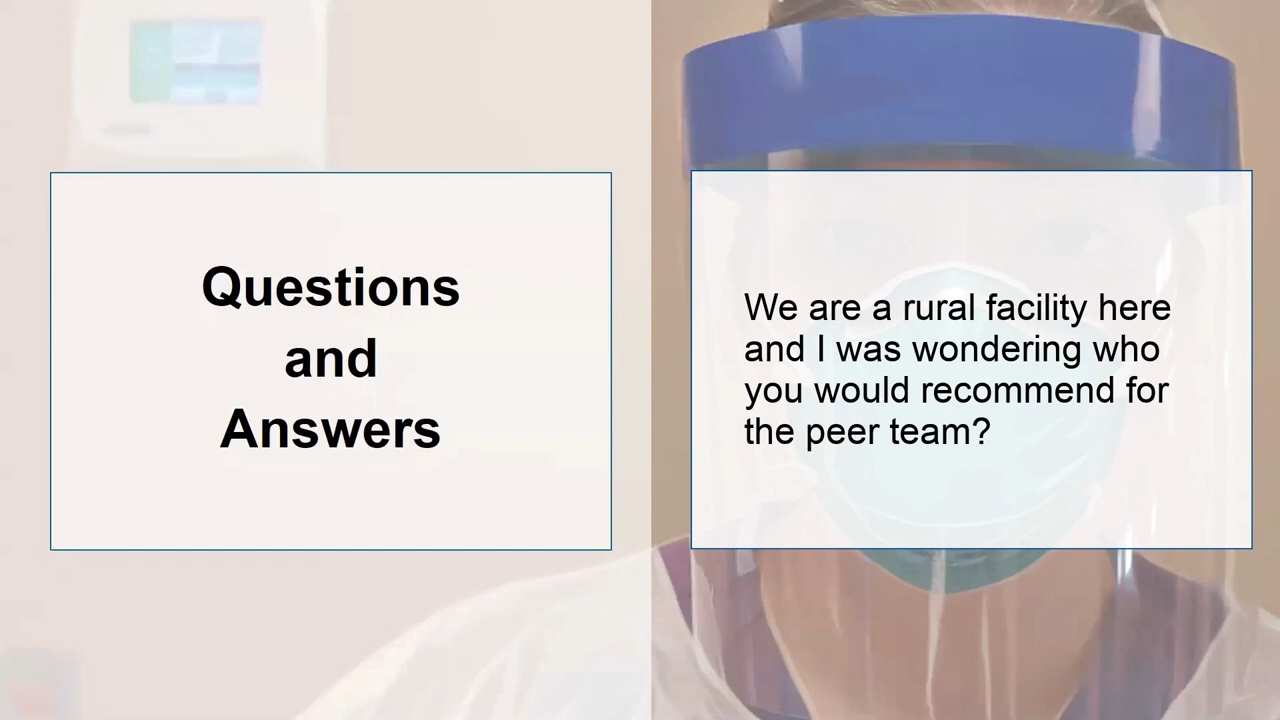 Questions
and
Answers
We are a rural facility here
and I was wondering who
you would recommend for
the peer team?